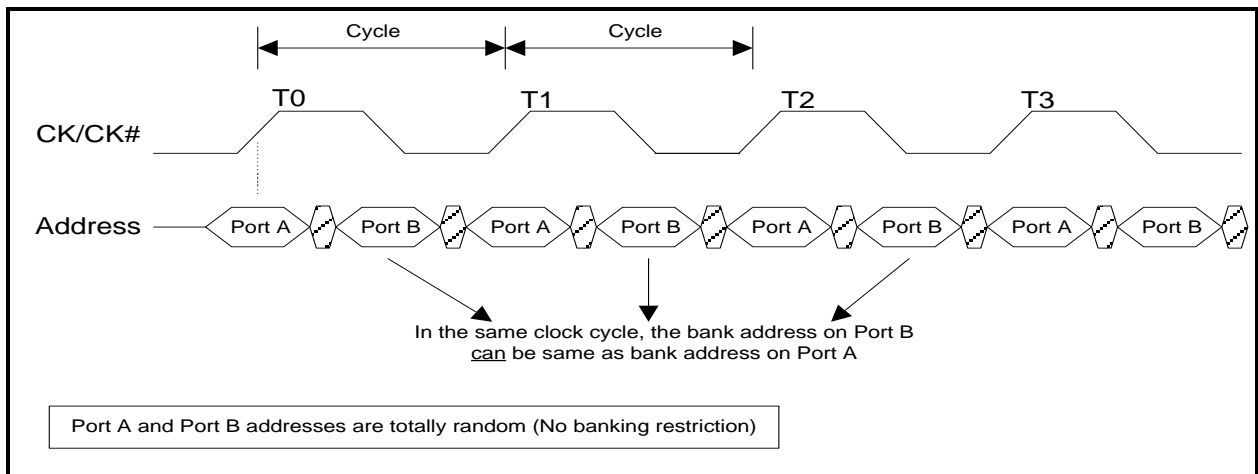 Cycle Cycle
T0 T1 T2 T3
CK/CK#
Address Port A Port B Port A Port B Port A Port B Port A Port B
In the same clock cycle, the bank address on Port B
can be same as bank address on Port A
Port A and Port B addresses are totally random (No banking restriction)